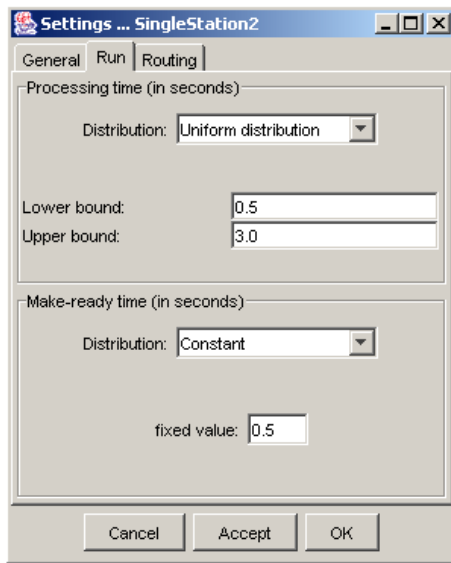 Settings ... SingleStation2
General Run Routing
Processing time (in seconds)
Distribution: Uniform distribution
Lower bound: 0.5
Upper bound: 3.0
Make-ready time (in seconds)
Distribution: Constant
fixed value: 0.5
Cancel Accept OK